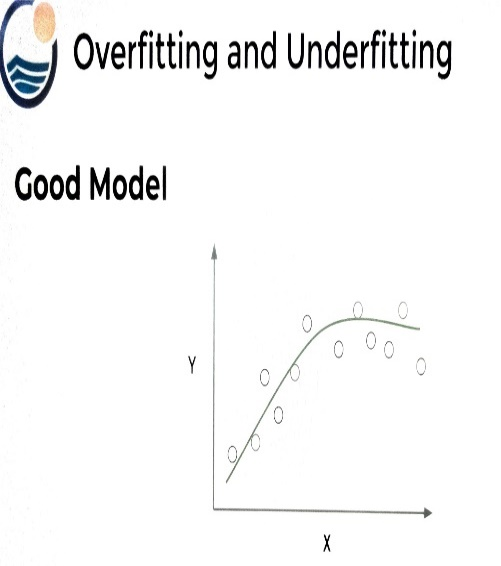 Overfitting and Underfitting
Good Model
Y
X